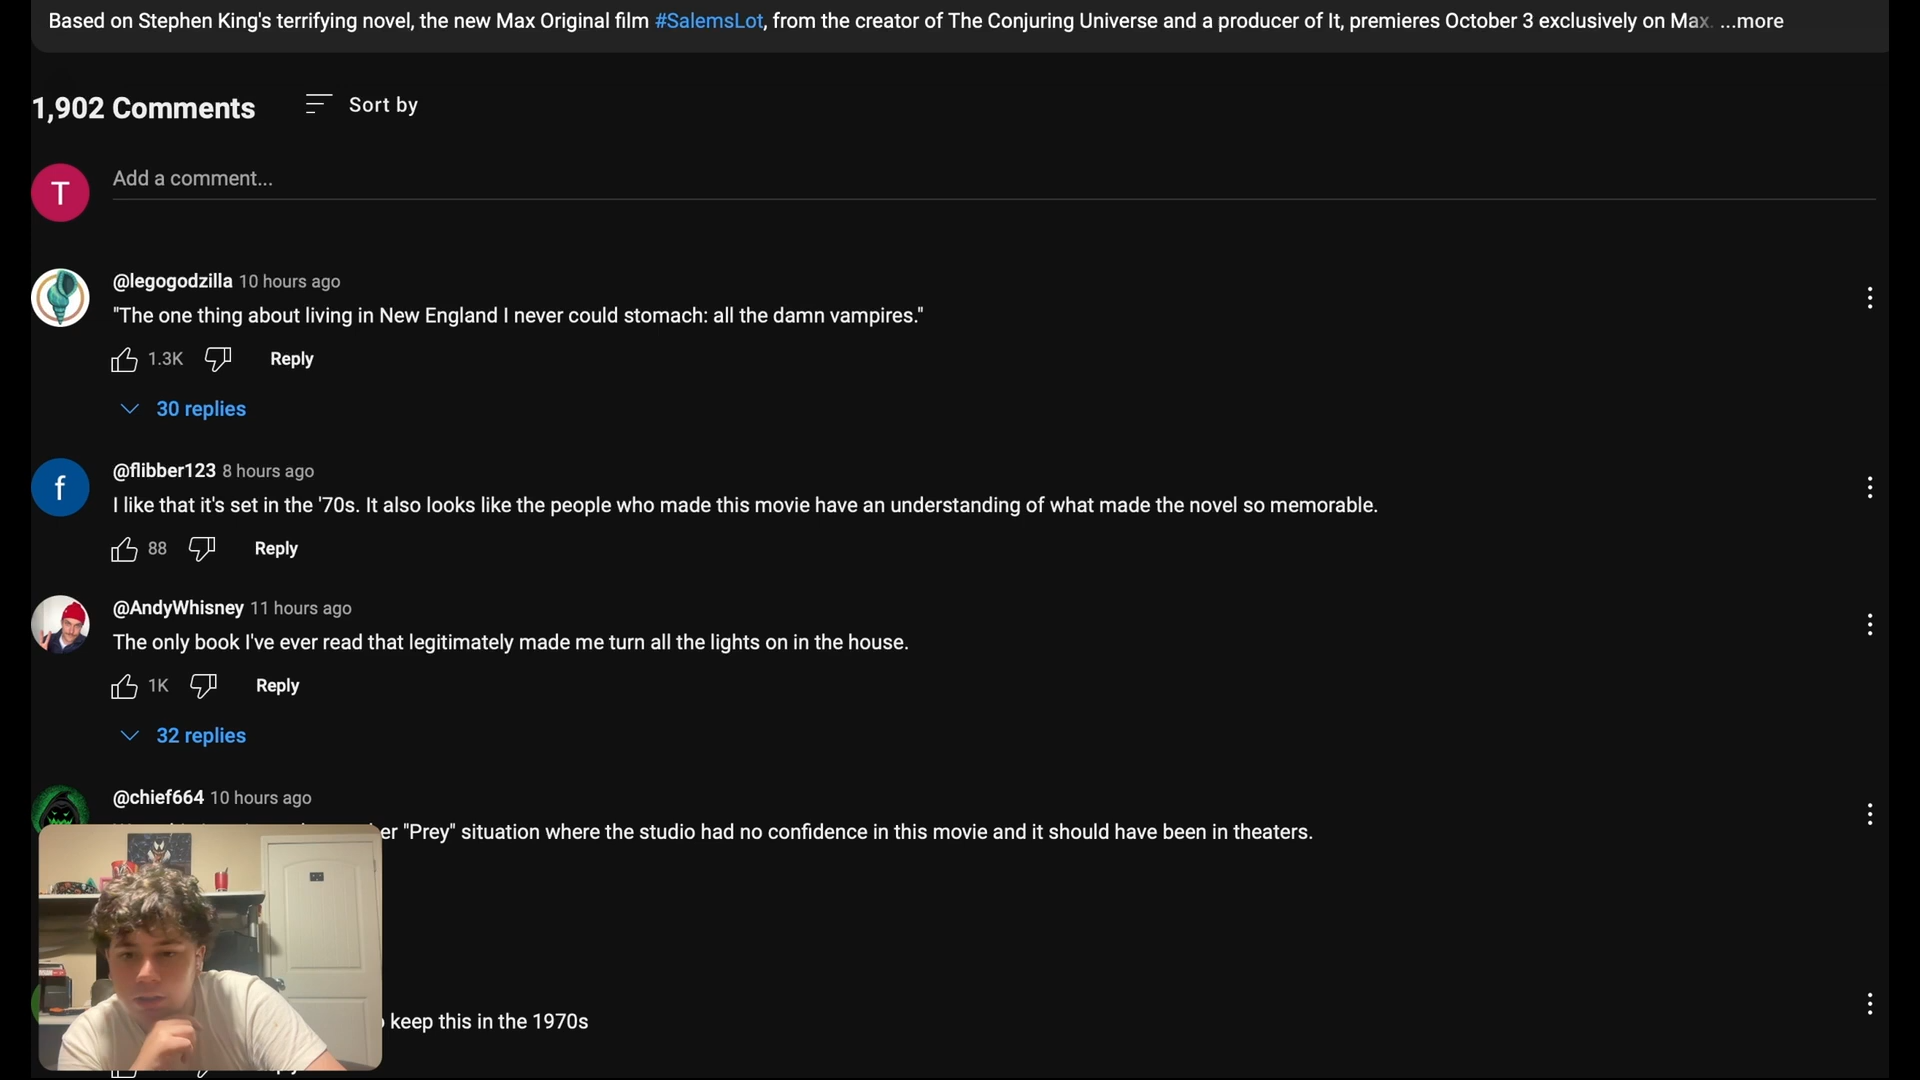 Based on Stephen King's terrifying novel, the new Max Original film #SalemsLot, from the creator of The Conjuring Universe and a producer of It, premieres October 3 exclusively on Max. ...more
1,902 Comments Sort by
T Add a comment...
@legogodzilla 10 hours ago
"The one thing about living in New England I never could stomach: all the damn vampires."
1.3K Reply
30 replies
f @flibber123 8 hours ago
I like that it's set in the '70s. It also looks like the people who made this movie have an understanding of what made the novel so memorable.
88 Reply
@AndyWhisney 11 hours ago
The only book I've ever read that legitimately made me turn all the lights on in the house.
1K Reply
32 replies
@chief664 10 hours ago
"Prey" situation where the studio had no confidence in this movie and it should have been in theaters.
keep this in the 1970s